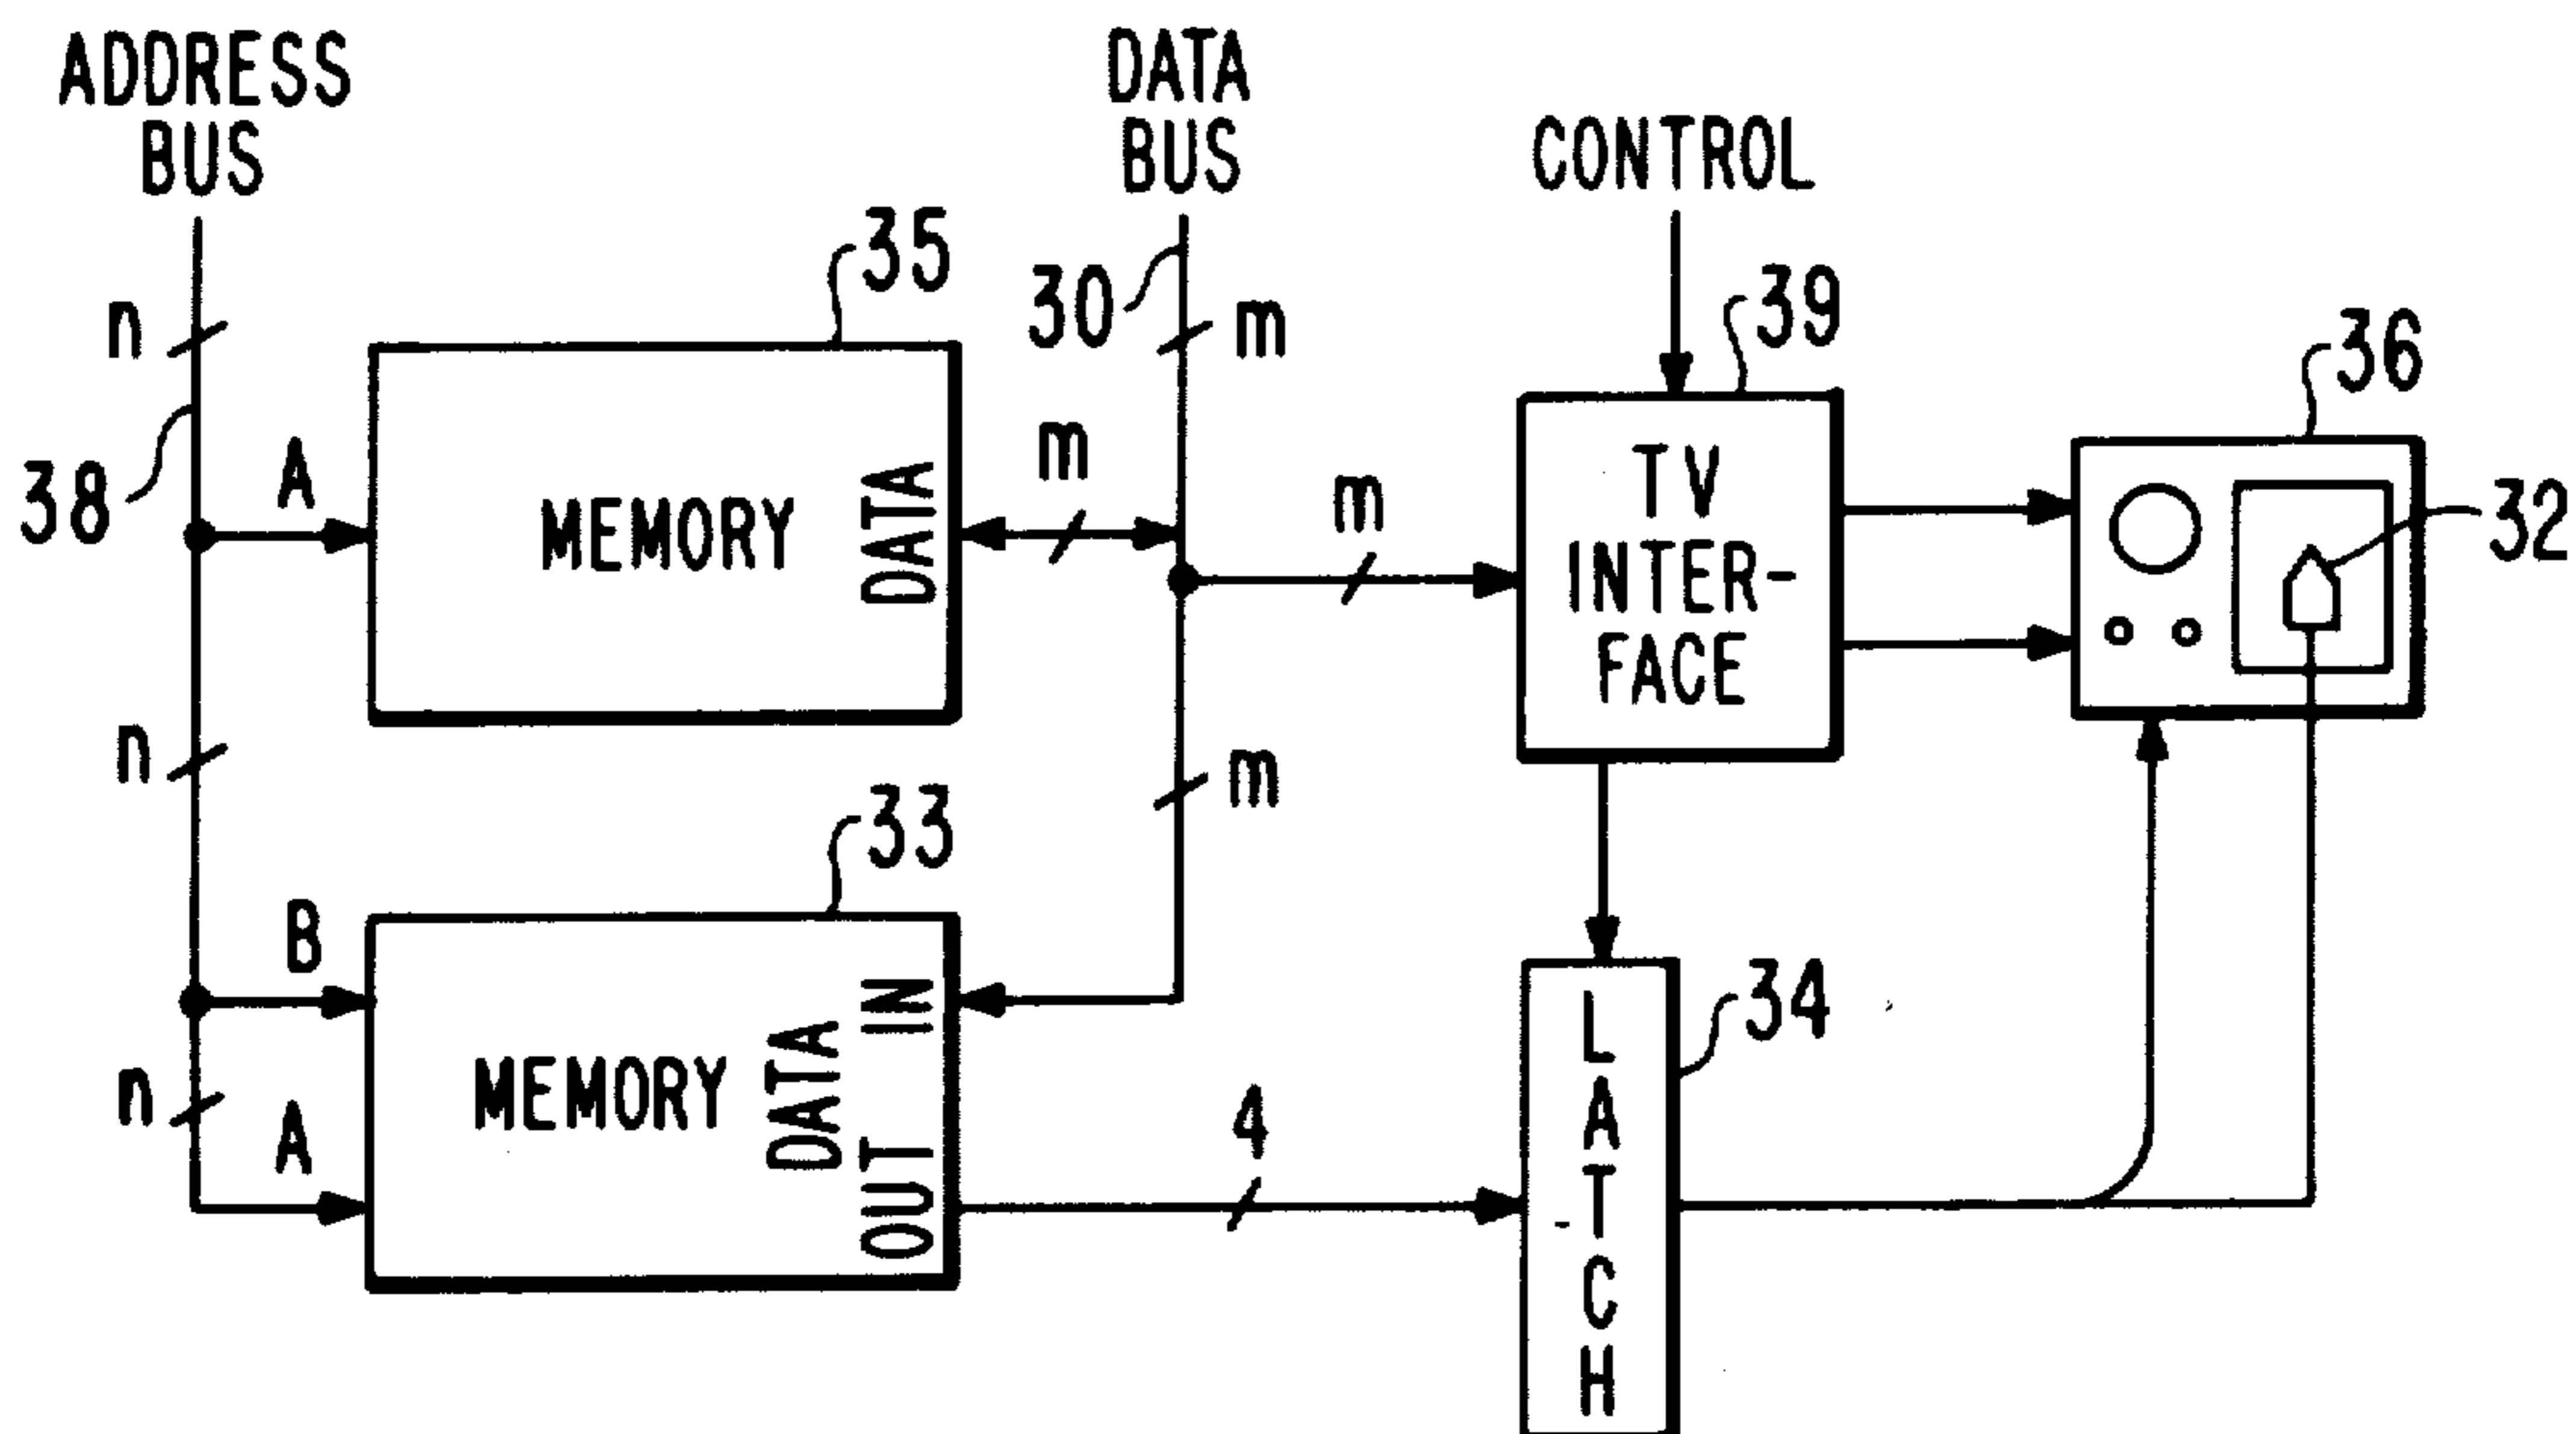 ADDRESS
BUS
DATA
BUS
CONTROL
35
30
39
36
n
m
38
A
m
m
32
MEMORY
DATA
TV
INTER-
FACE
n
m
33
B
34
n
A
MEMORY
DATA
IN
OUT
4
LATCH